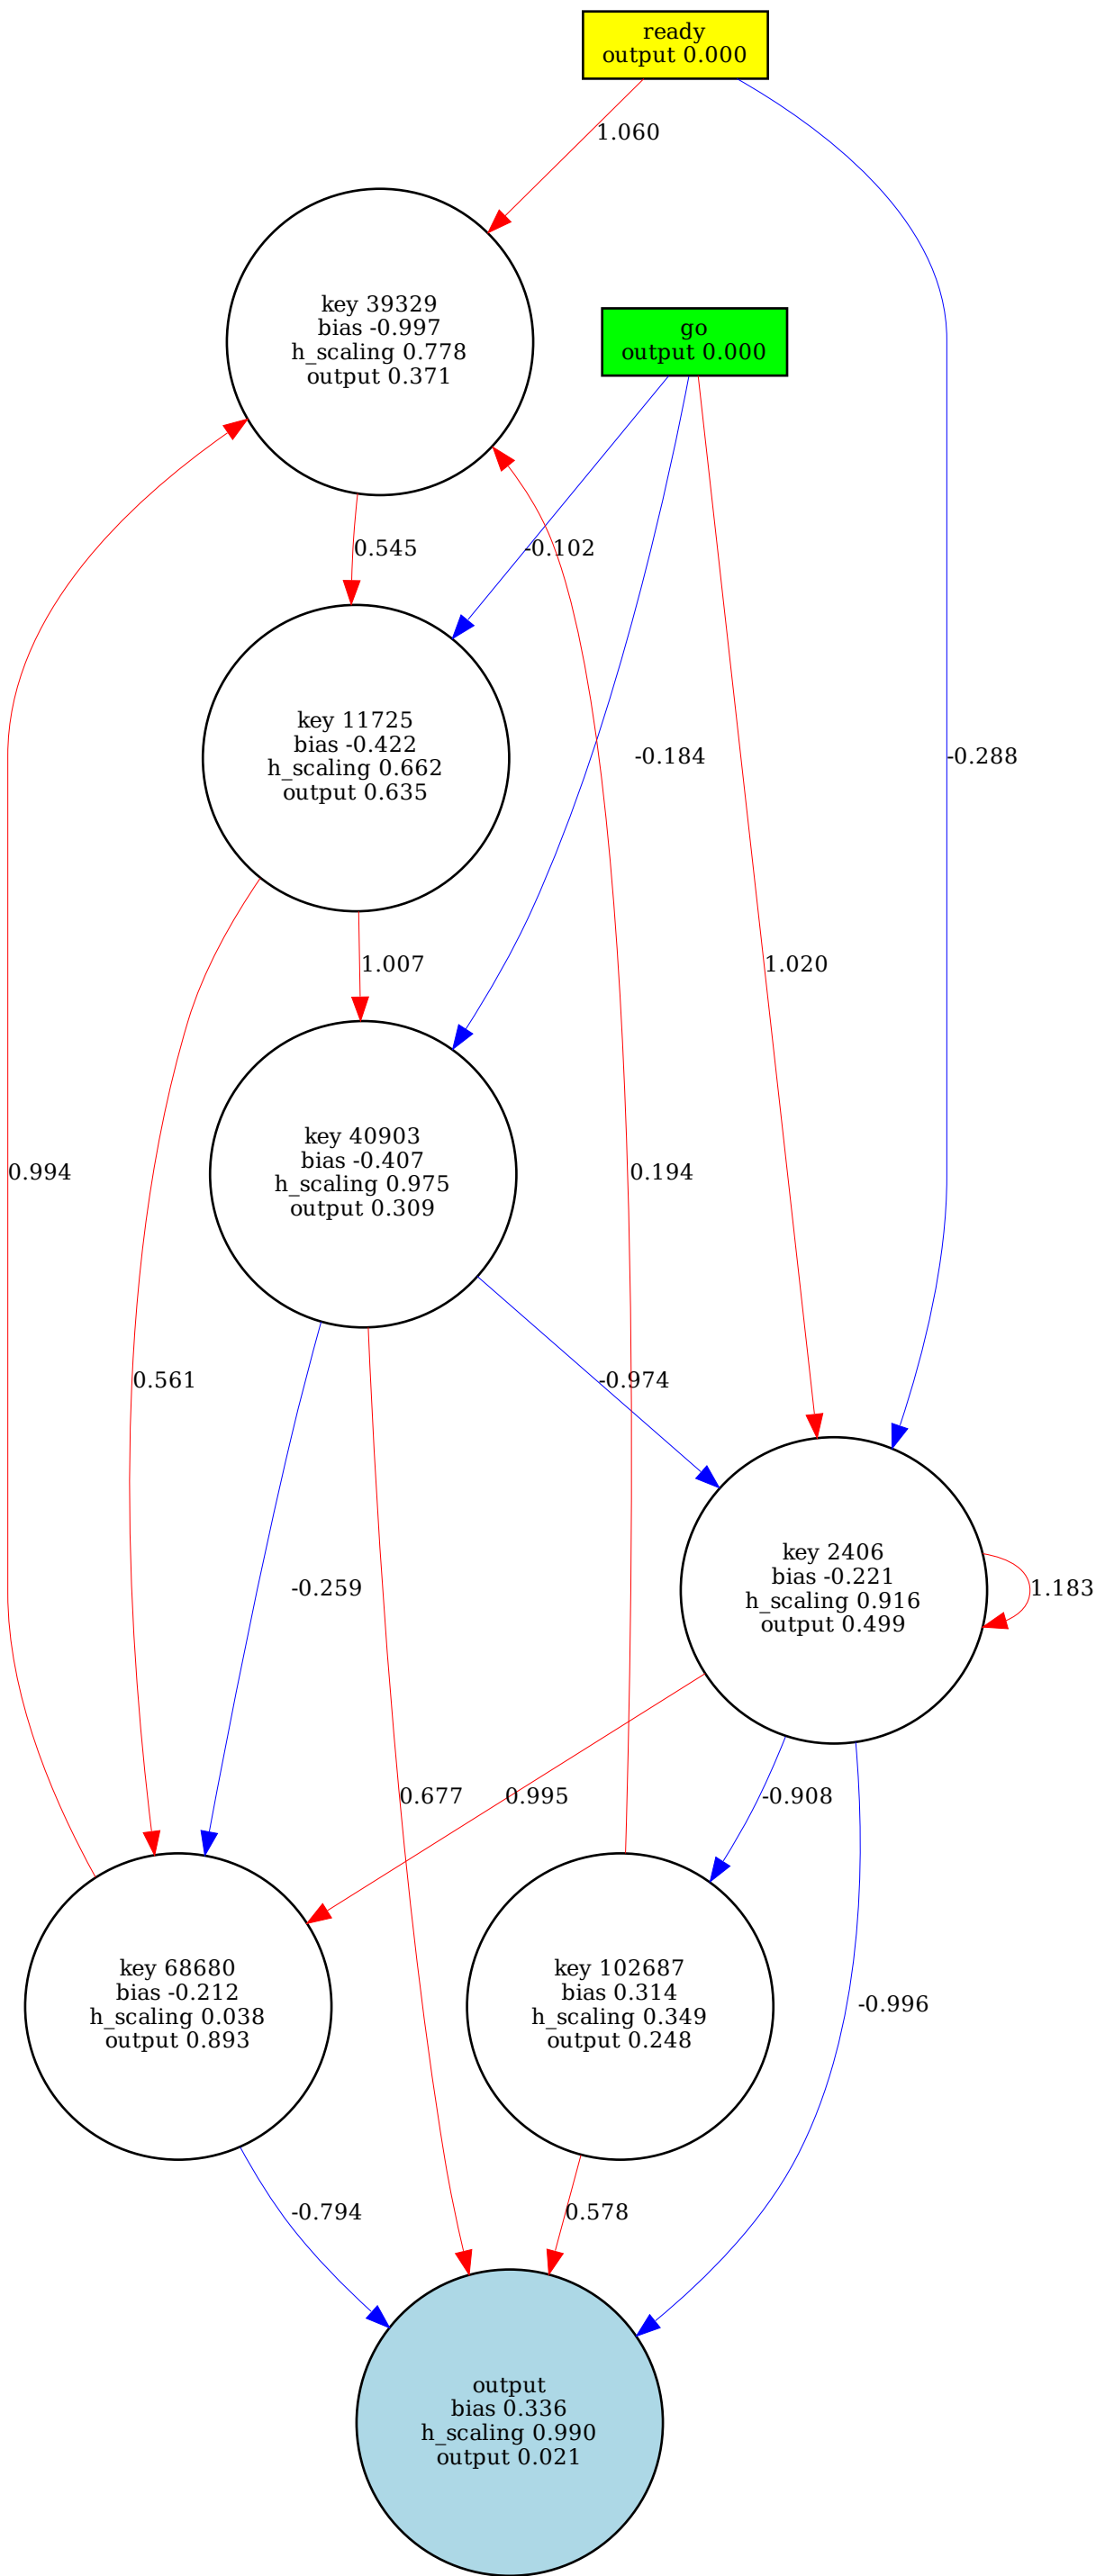 ready
output 0.000
1.060
key 39329
bias -0.997
h_scaling 0.778
output 0.371
go
output 0.000
0.545
-0.102
key 11725
bias -0.422
h_scaling 0.662
output 0.635
-0.184
-0.288
1.007
1.020
key 40903
bias -0.407
h_scaling 0.975
output 0.309
0.994
0.194
0.561
-0.974
key 2406
bias -0.221
h_scaling 0.916
output 0.499
-0.259
1.183
0.677
0.995
-0.908
key 68680
bias -0.212
h_scaling 0.038
output 0.893
key 102687
bias 0.314
h_scaling 0.349
output 0.248
-0.996
-0.794
0.578
output
bias 0.336
h_scaling 0.990
output 0.021